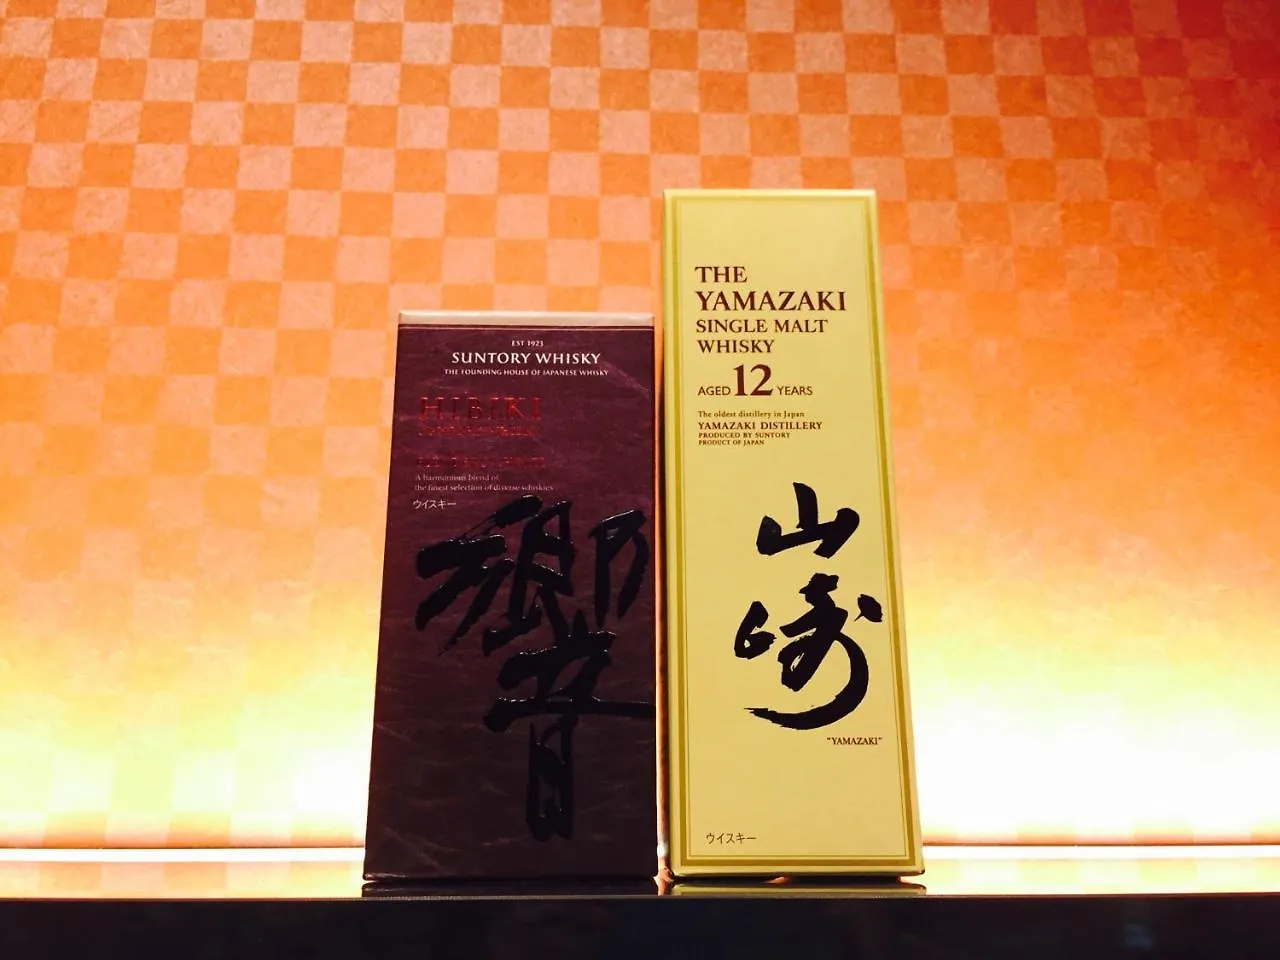 EST 1923
SUNTORY WHISKY
THE FOUNDING HOUSE OF JAPANESE WHISKY
HIBIKI
A harmonious blend of
the finest selection of diverse whiskies
ウイスキー
響
THE
YAMAZAKI
SINGLE MALT
WHISKY
AGED 12 YEARS
The oldest distillery in Japan
YAMAZAKI DISTILLERY
PRODUCED BY SUNTORY
PRODUCT OF JAPAN
山
崎
"YAMAZAKI"
ウイスキー